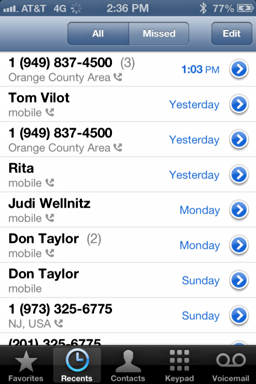 AT&T 4G 2:36 PM 77%
All Missed Edit
1 (949) 837-4500 (3)
Orange County Area
1:03 PM
Tom Vilot
mobile
Yesterday
1 (949) 837-4500
Orange County Area
Yesterday
Rita
mobile
Yesterday
Judi Wellnitz
mobile
Monday
Don Taylor (2)
mobile
Monday
Don Taylor
mobile
Sunday
1 (973) 325-6775
NJ, USA
Sunday
(201) 325-6775
Favorites Recents Contacts Keypad Voicemail